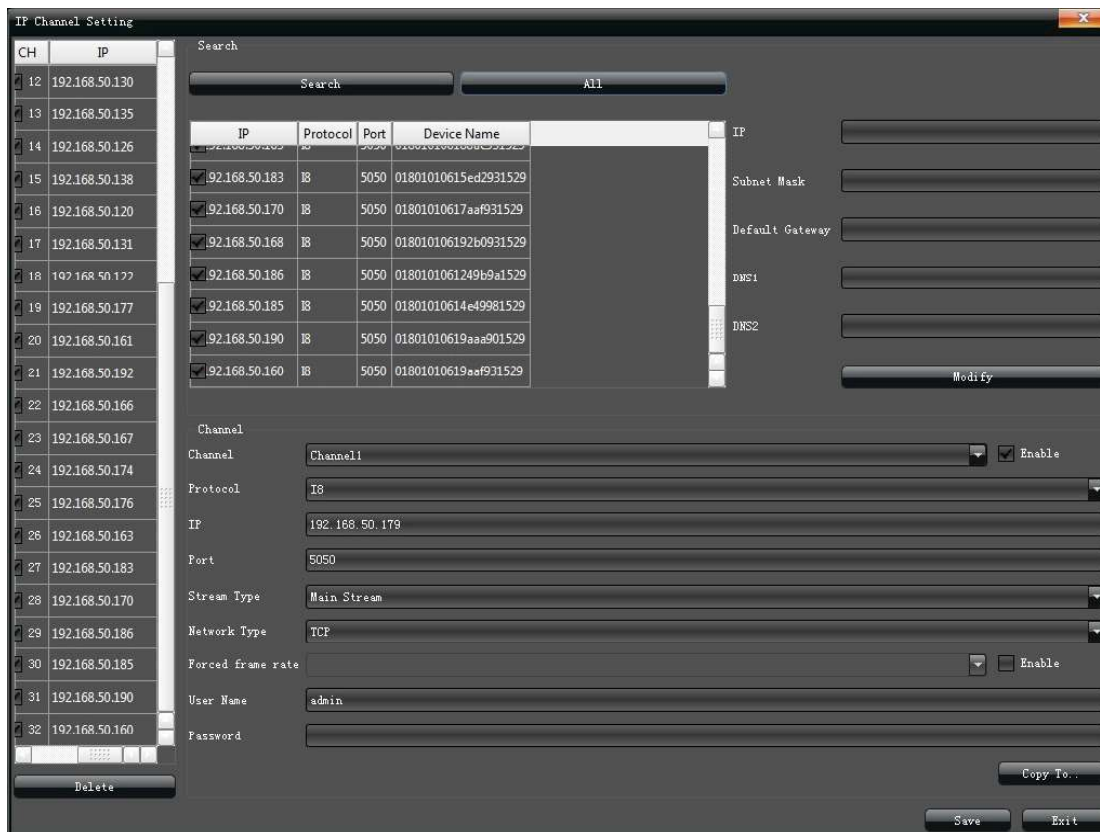 IP Channel Setting
CH IP
12 192.168.50.130
13 192.168.50.135
14 192.168.50.126
15 192.168.50.138
16 192.168.50.120
17 192.168.50.131
18 192.168.50.122
19 192.168.50.177
20 192.168.50.161
21 192.168.50.192
22 192.168.50.166
23 192.168.50.167
24 192.168.50.174
25 192.168.50.176
26 192.168.50.163
27 192.168.50.183
28 192.168.50.170
29 192.168.50.186
30 192.168.50.185
31 192.168.50.190
32 192.168.50.160
Delete
Search
Search All
IP Protocol Port Device Name
.92.168.50.183 I8 5050 01801010615ed2931529
.92.168.50.170 I8 5050 01801010617aaf931529
.92.168.50.168 I8 5050 018010106192b0931529
.92.168.50.186 I8 5050 0180101061249b9a1529
.92.168.50.185 I8 5050 01801010614e49981529
.92.168.50.190 I8 5050 01801010619aaa901529
.92.168.50.160 I8 5050 01801010619aaf931529
IP
Subnet Mask
Default Gateway
DNS1
DNS2
Modify
Channel
Channel Channel1 Enable
Protocol I8
IP 192.168.50.179
Port 5050
Stream Type Main Stream
Network Type TCP
Forced frame rate Enable
User Name admin
Password
Copy To..
Save Exit